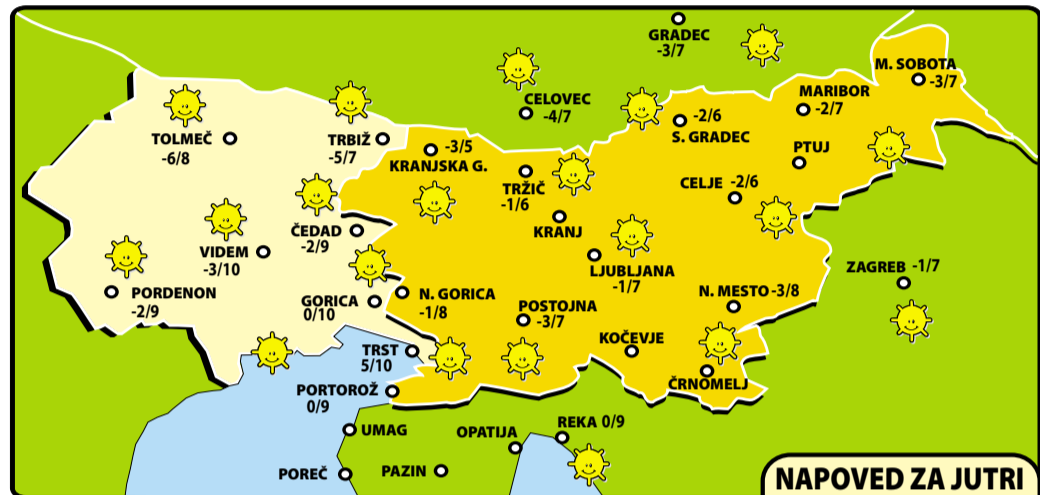 GRADEC
-3/7
M. SOBOTA
-3/7
CELOVEC
-4/7
MARIBOR
-2/7
-2/6
S. GRADEC
TOLMEČ
-6/8
TRBIŽ
-5/7
-3/5
KRANJSKA G.
PTUJ
TRŽIČ
-1/6
CELJE -2/6
KRANJ
ČEDAD
-2/9
VIDEM
-3/10
LJUBLJANA
-1/7
ZAGREB -1/7
PORDENON
-2/9
GORICA
0/10
N. GORICA
-1/8
N. MESTO -3/8
POSTOJNA
-3/7
KOČEVJE
TRST
5/10
ČRNOMELJ
PORTOROŽ
0/9
UMAG
OPATIJA
REKA 0/9
POREČ
PAZIN
NAPOVED ZA JUTRI